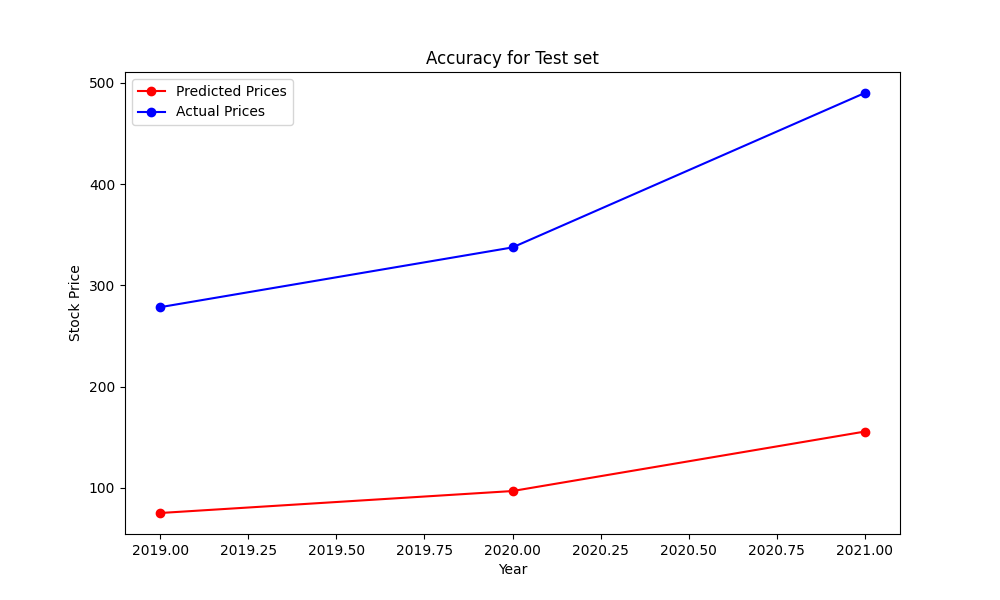 Accuracy for Test set
Predicted Prices
Actual Prices
500
400
300
200
100
Stock Price
2019.00 2019.25 2019.50 2019.75 2020.00 2020.25 2020.50 2020.75 2021.00
Year